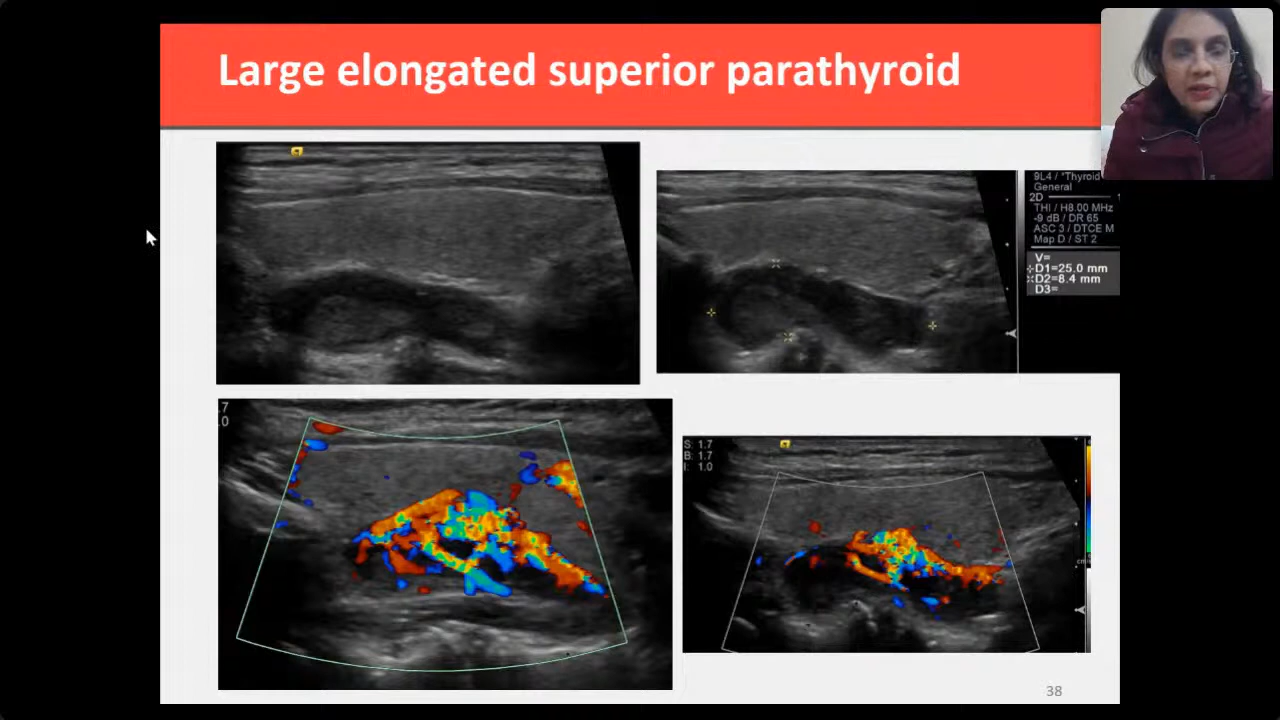 Large elongated superior parathyroid
9L4 / *Thyroid
General
2D
THI / H8.00 MHz
-9 dB / DR 65
ASC 3 / DTCE M
Map D / ST 2
V=
D1=25.0 mm
D2=8.4 mm
D3=
.7
.0
S: 1.7
B: 1.7
I: 1.0
38